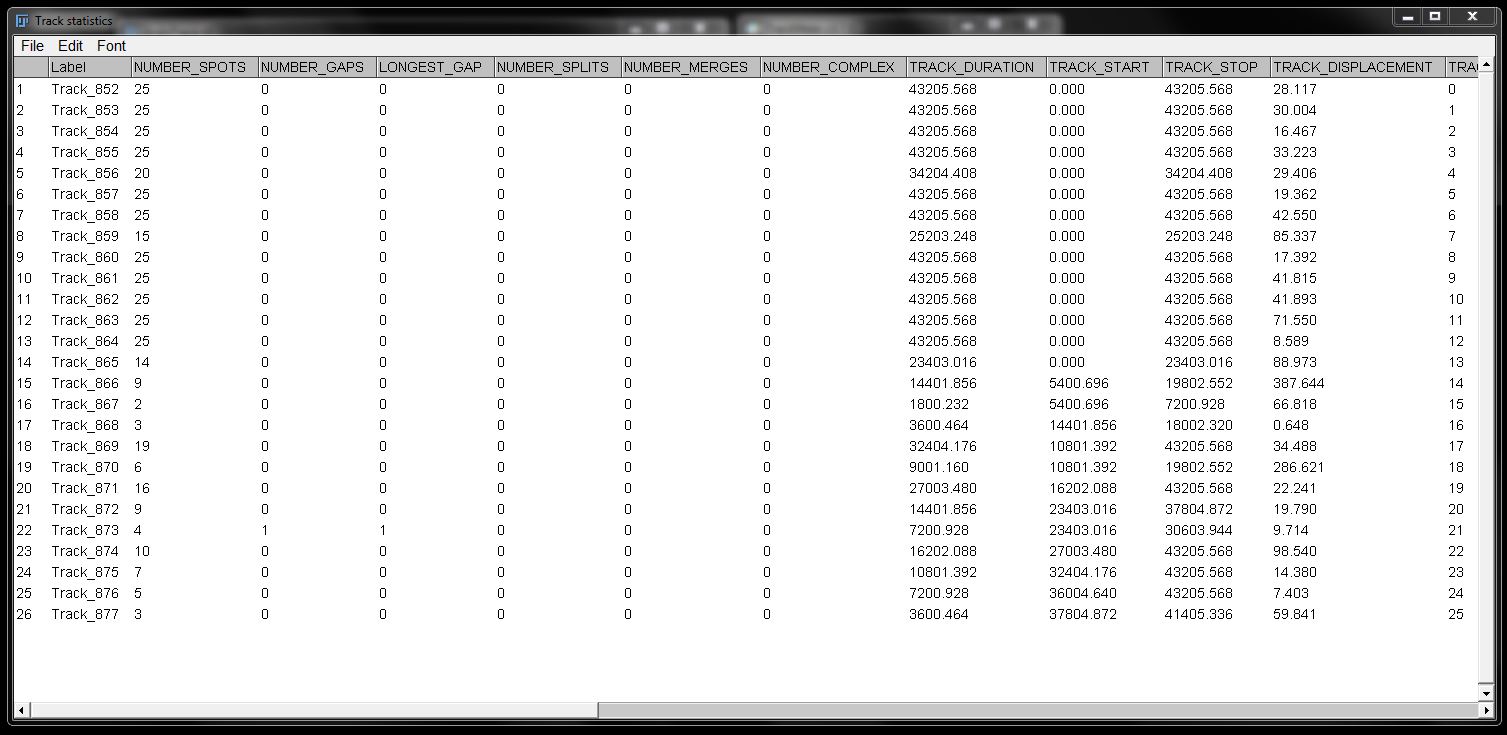 Track statistics
File Edit Font
Label NUMBER_SPOTS NUMBER_GAPS LONGEST_GAP NUMBER_SPLITS NUMBER_MERGES NUMBER_COMPLEX TRACK_DURATION TRACK_START TRACK_STOP TRACK_DISPLACEMENT TRAC
1 Track_852 25 0 0 0 0 0 43205.568 0.000 43205.568 28.117 0
2 Track_853 25 0 0 0 0 0 43205.568 0.000 43205.568 30.004 1
3 Track_854 25 0 0 0 0 0 43205.568 0.000 43205.568 16.467 2
4 Track_855 25 0 0 0 0 0 43205.568 0.000 43205.568 33.223 3
5 Track_856 20 0 0 0 0 0 34204.408 0.000 34204.408 29.406 4
6 Track_857 25 0 0 0 0 0 43205.568 0.000 43205.568 19.362 5
7 Track_858 25 0 0 0 0 0 43205.568 0.000 43205.568 42.550 6
8 Track_859 15 0 0 0 0 0 25203.248 0.000 25203.248 85.337 7
9 Track_860 25 0 0 0 0 0 43205.568 0.000 43205.568 17.392 8
10 Track_861 25 0 0 0 0 0 43205.568 0.000 43205.568 41.815 9
11 Track_862 25 0 0 0 0 0 43205.568 0.000 43205.568 41.893 10
12 Track_863 25 0 0 0 0 0 43205.568 0.000 43205.568 71.550 11
13 Track_864 25 0 0 0 0 0 43205.568 0.000 43205.568 8.589 12
14 Track_865 14 0 0 0 0 0 23403.016 0.000 23403.016 88.973 13
15 Track_866 9 0 0 0 0 0 14401.856 5400.696 19802.552 387.644 14
16 Track_867 2 0 0 0 0 0 1800.232 5400.696 7200.928 66.818 15
17 Track_868 3 0 0 0 0 0 3600.464 14401.856 18002.320 0.648 16
18 Track_869 19 0 0 0 0 0 32404.176 10801.392 43205.568 34.488 17
19 Track_870 6 0 0 0 0 0 9001.160 10801.392 19802.552 286.621 18
20 Track_871 16 0 0 0 0 0 27003.480 16202.088 43205.568 22.241 19
21 Track_872 9 0 0 0 0 0 14401.856 23403.016 37804.872 19.790 20
22 Track_873 4 1 1 0 0 0 7200.928 23403.016 30603.944 9.714 21
23 Track_874 10 0 0 0 0 0 16202.088 27003.480 43205.568 98.540 22
24 Track_875 7 0 0 0 0 0 10801.392 32404.176 43205.568 14.380 23
25 Track_876 5 0 0 0 0 0 7200.928 36004.640 43205.568 7.403 24
26 Track_877 3 0 0 0 0 0 3600.464 37804.872 41405.336 59.841 25